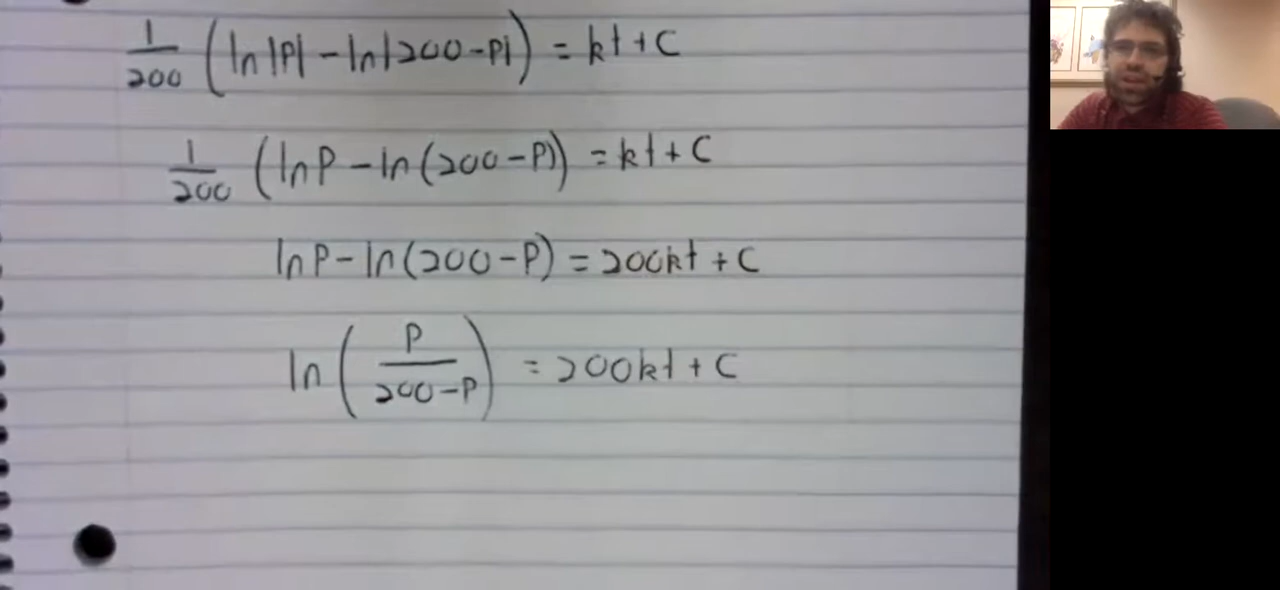 1/200 (ln|P| - ln|200-P|) = kt + C
1/200 (ln P - ln(200-P)) = kt + C
ln P - ln(200-P) = 200kt + C
ln (P/200-P) = 200kt + C